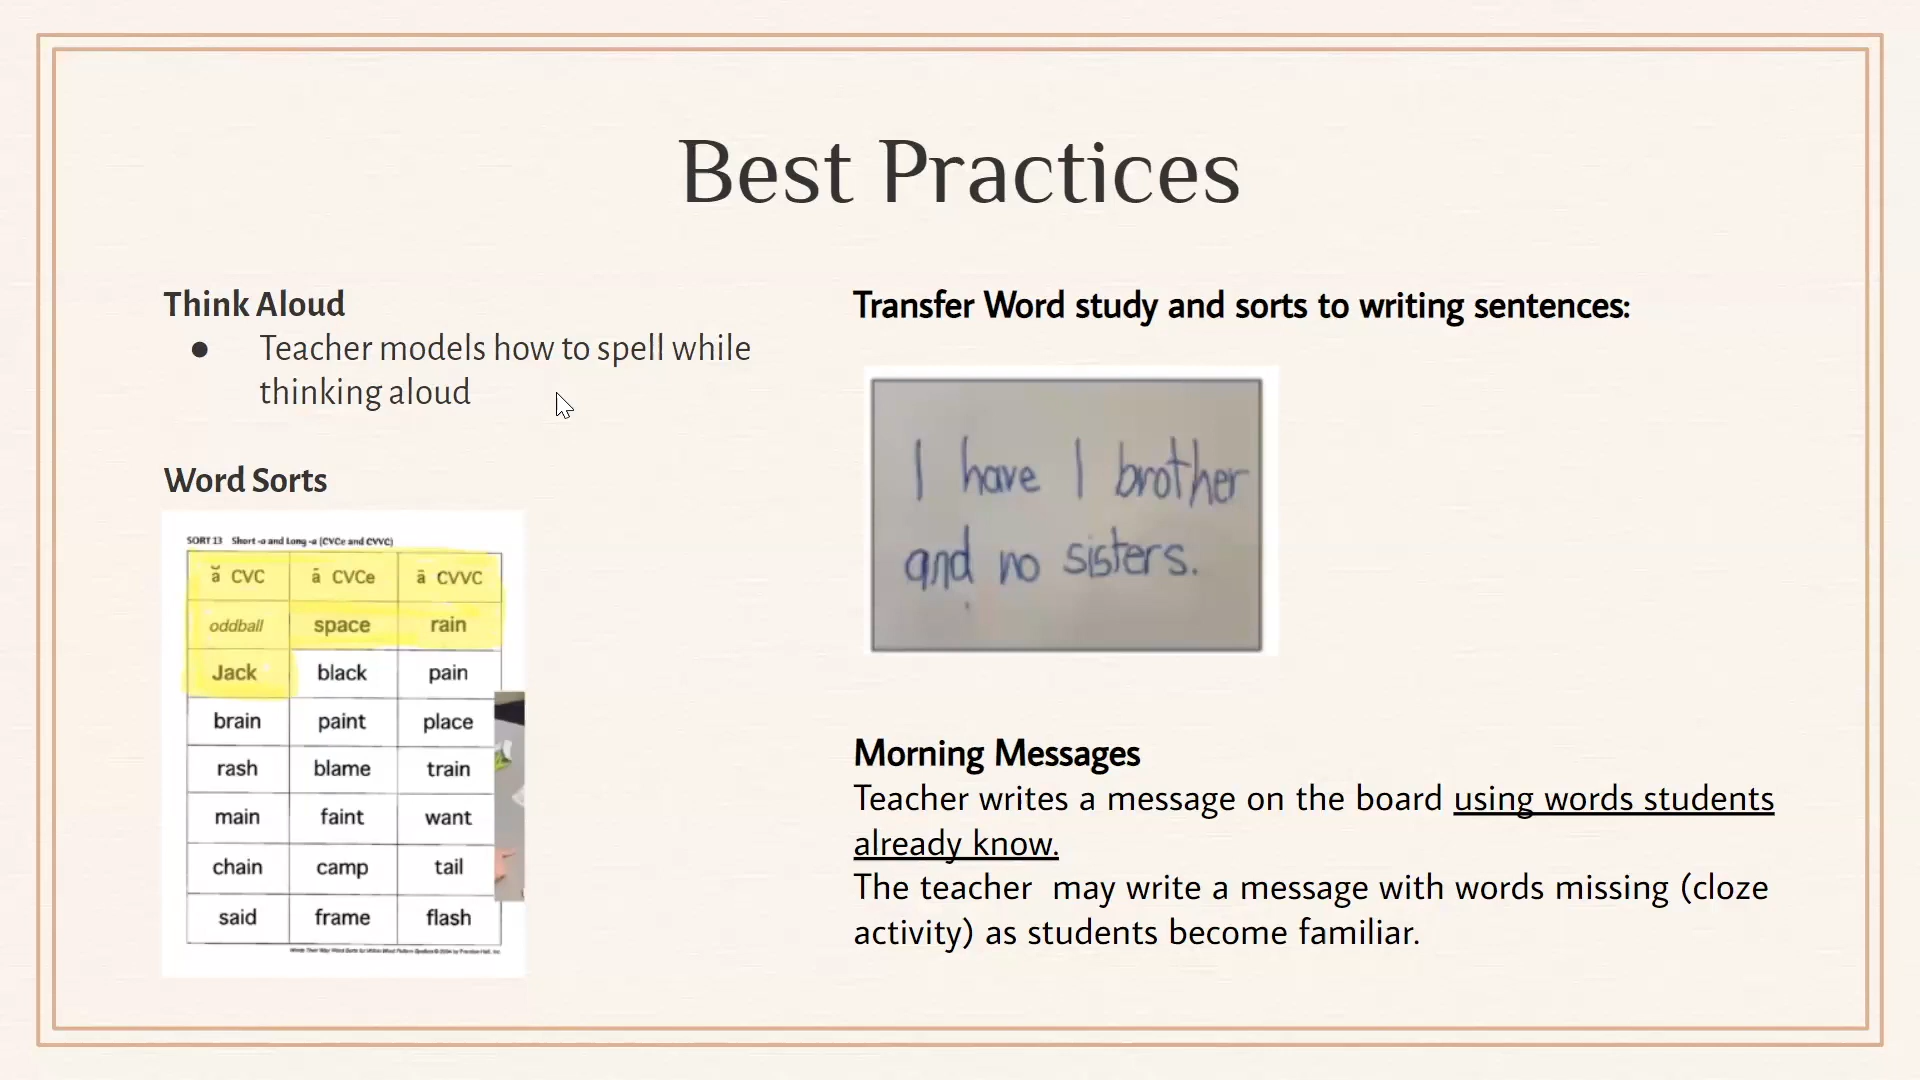 Best Practices
Think Aloud
● Teacher models how to spell while
thinking aloud
Word Sorts
SORT 13 Short -a and Long -a (CVCe and CVVC)
ă CVC ā CVCe ā CVVC
oddball space rain
Jack black pain
brain paint place
rash blame train
main faint want
chain camp tail
said frame flash
Transfer Word study and sorts to writing sentences:
I have 1 brother
and no sisters.
Morning Messages
Teacher writes a message on the board using words students
already know.
The teacher may write a message with words missing (cloze
activity) as students become familiar.